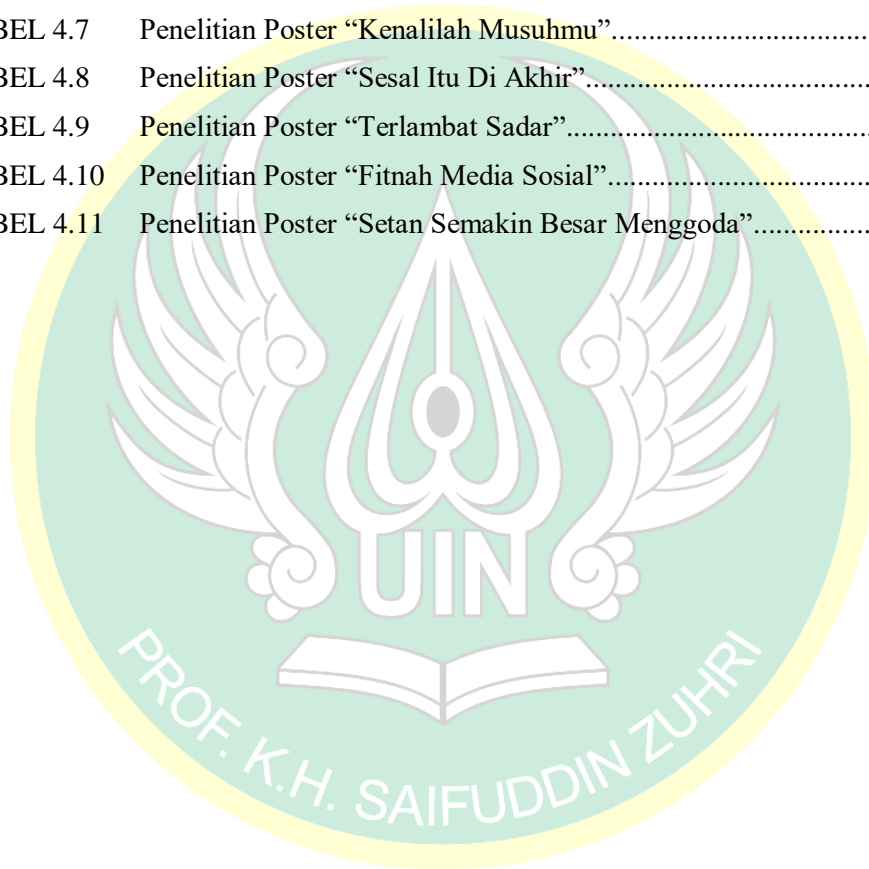 BEL 4.7 Penelitian Poster “Kenalilah Musuhmu”...................................
BEL 4.8 Penelitian Poster “Sesal Itu Di Akhir”.......................................
BEL 4.9 Penelitian Poster “Terlambat Sadar”.........................................
BEL 4.10 Penelitian Poster “Fitnah Media Sosial”....................................
BEL 4.11 Penelitian Poster “Setan Semakin Besar Menggoda”................
UIN
PROF. K.H. SAIFUDDIN ZUHRI